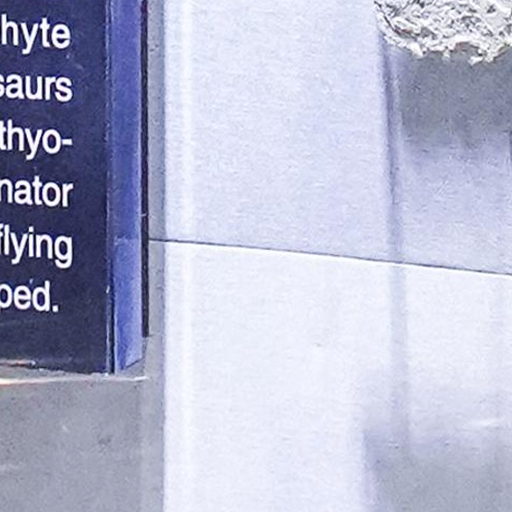 hyte
saurs
thyo-
nator
flying
ped.